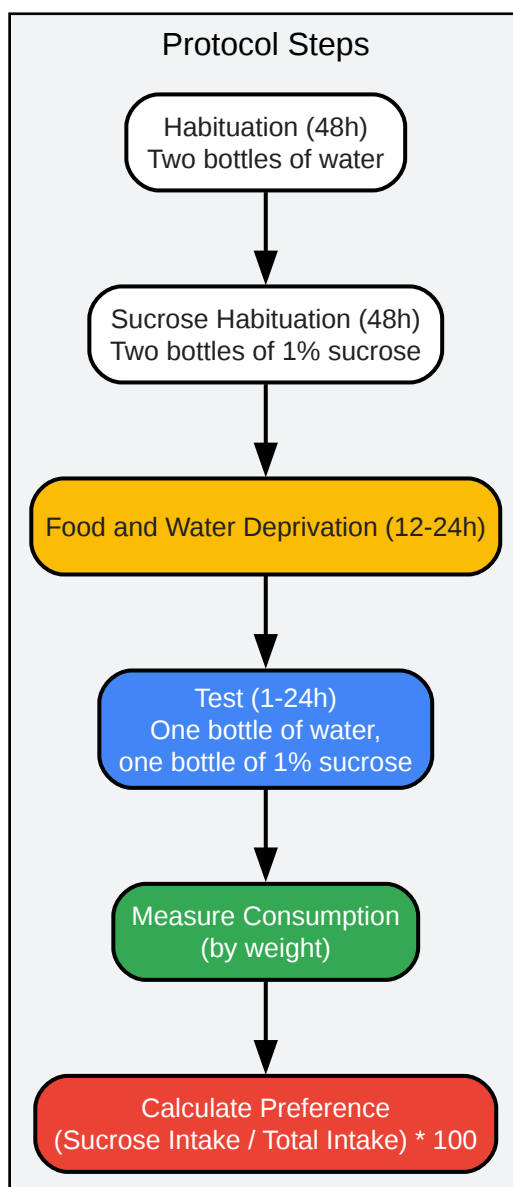 Protocol Steps
Habituation (48h)
Two bottles of water
Sucrose Habituation (48h)
Two bottles of 1% sucrose
Food and Water Deprivation (12-24h)
Test (1-24h)
One bottle of water,
one bottle of 1% sucrose
Measure Consumption
(by weight)
Calculate Preference
(Sucrose Intake / Total Intake) * 100